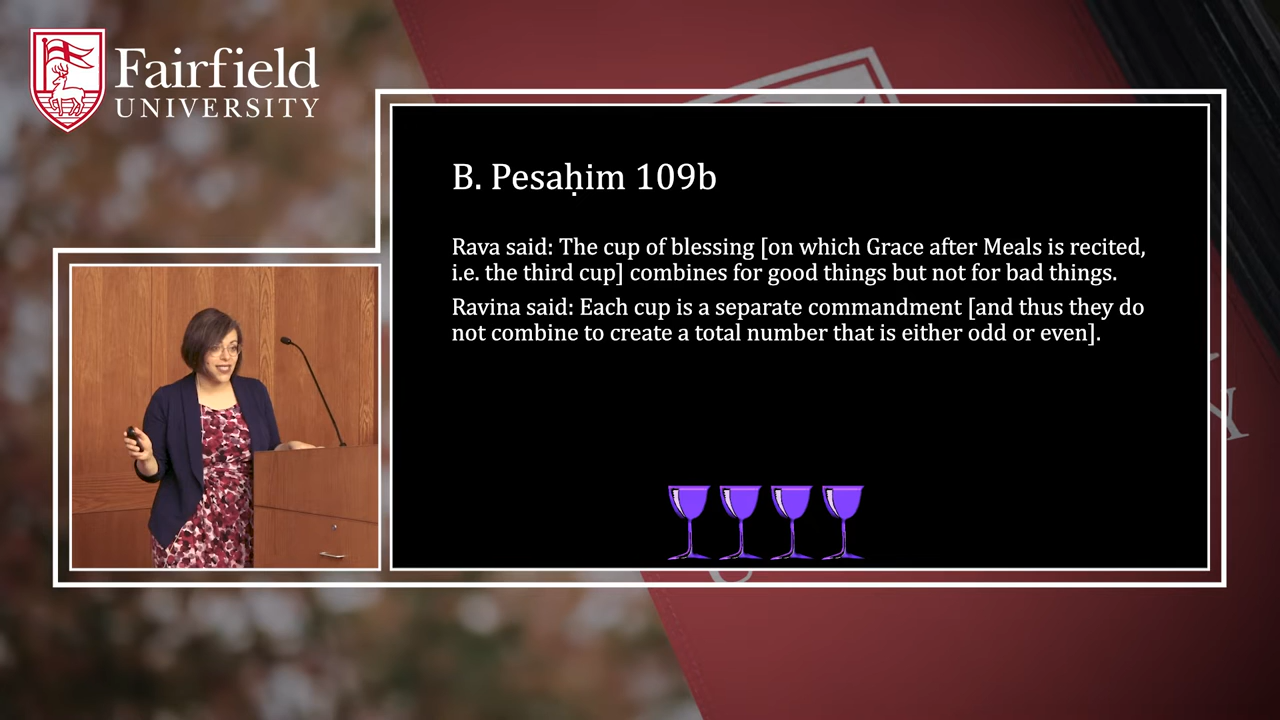 Fairfield
UNIVERSITY
B. Pesaḥim 109b
Rava said: The cup of blessing [on which Grace after Meals is recited,
i.e. the third cup] combines for good things but not for bad things.
Ravina said: Each cup is a separate commandment [and thus they do
not combine to create a total number that is either odd or even].
Y